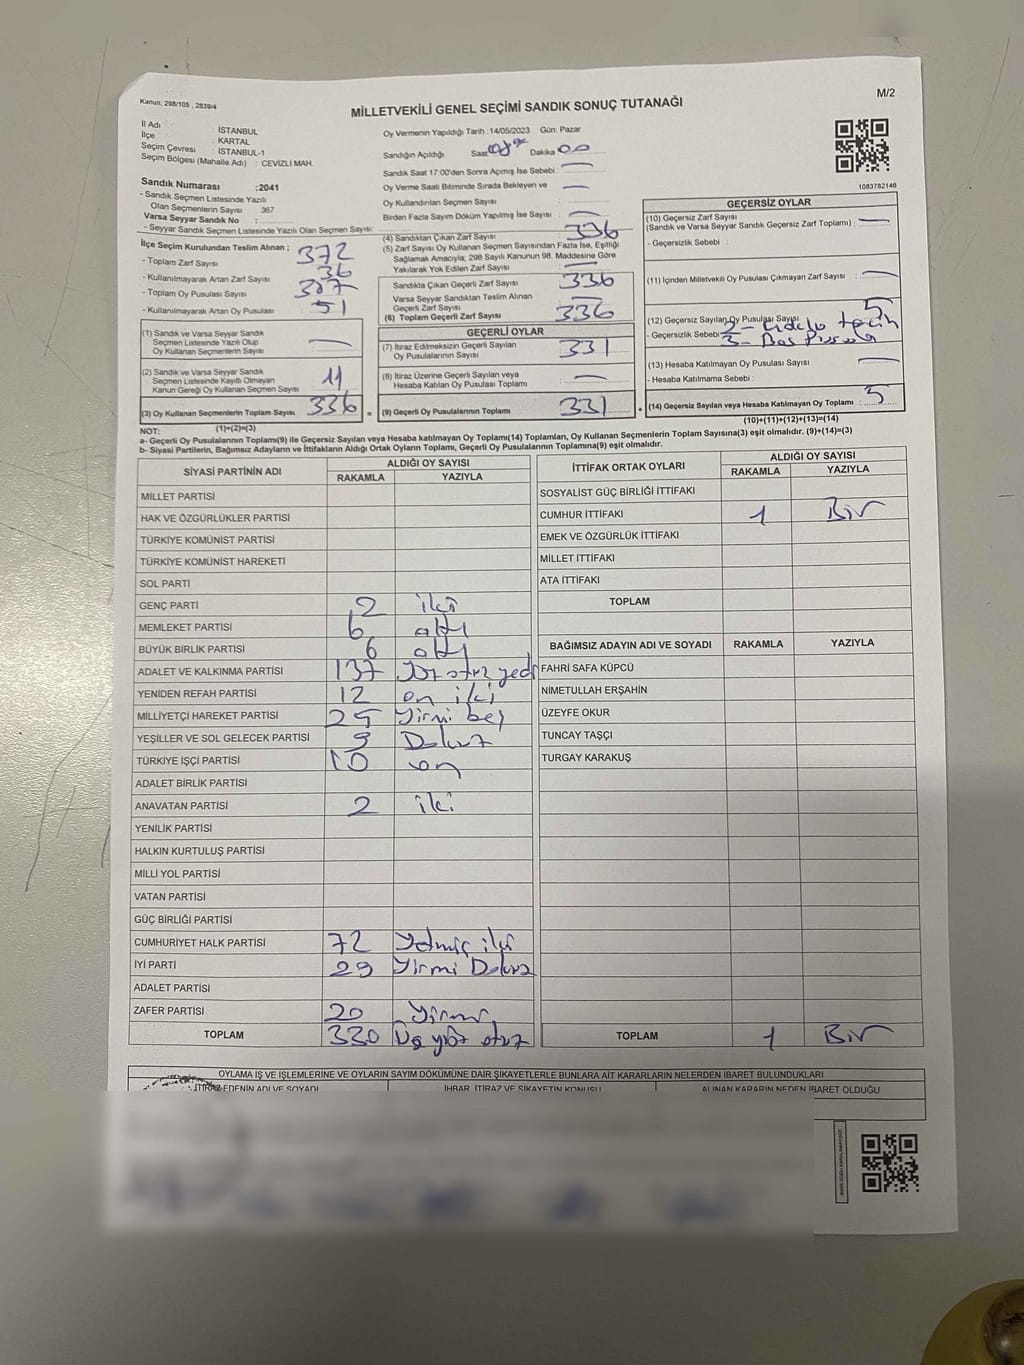 Kanun: 298/105 , 2839/4
M/2
MİLLETVEKİLİ GENEL SEÇİMİ SANDIK SONUÇ TUTANAĞI
İl Adı : İSTANBUL
İlçe : KARTAL
Seçim Çevresi : İSTANBUL-1
Seçim Bölgesi (Mahalle Adı) : CEVİZLİ MAH.
Sandık Numarası :2041
- Sandık Seçmen Listesinde Yazılı
Olan Seçmenlerin Sayısı 367
Varsa Seyyar Sandık No :
- Seyyar Sandık Seçmen Listesinde Yazılı Olan Seçmen Sayısı:
Oy Vermenin Yapıldığı Tarih :14/05/2023 Gün: Pazar
Sandığın Açıldığı Saat Dakika 00
Sandık Saat 17:00'den Sonra Açımış İse Sebebi :
Oy Verme Saati Bitiminde Sırada Bekleyen ve
Oy Kullandırılan Seçmen Sayısı
Birden Fazla Sayım Döküm Yapılmış İse Sayısı :
1083782146
İlçe Seçim Kurulundan Teslim Alınan ;
- Toplam Zarf Sayısı : 372
- Kullanılmayarak Artan Zarf Sayısı : 36
- Toplam Oy Pusulası Sayısı :
- Kullanılmayarak Artan Oy Pusulası : 51
(4) Sandıktan Çıkan Zarf Sayısı : 336
(5) Zarf Sayısı Oy Kullanan Seçmen Sayısından Fazla İse, Eşitliği
Sağlamak Amacıyla; 298 Sayılı Kanunun 98. Maddesine Göre
Yakılarak Yok Edilen Zarf Sayısı :
Sandıkta Çıkan Geçerli Zarf Sayısı : 336
Varsa Seyyar Sandıktan Teslim Alınan
Geçerli Zarf Sayısı :
(6) Toplam Geçerli Zarf Sayısı : 336
GEÇERSİZ OYLAR
(10) Geçersiz Zarf Sayısı
(Sandık ve Varsa Seyyar Sandık Geçersiz Zarf Toplamı) :
- Geçersizlik Sebebi :
(11) İçinden Milletvekili Oy Pusulası Çıkmayan Zarf Sayısı :
(12) Geçersiz Sayılan Oy Pusulası Sayısı : 5
- Geçersizlik Sebebi : 2-
3- Boş
(13) Hesaba Katılmayan Oy Pusulası Sayısı
- Hesaba Katılmama Sebebi :
(14) Geçersiz Sayılan veya Hesaba Katılmayan Oy Toplamı : 5
(10)+(11)+(12)+(13)=(14)
(1) Sandık ve Varsa Seyyar Sandık
Seçmen Listesinde Yazılı Olup
Oy Kullanan Seçmenlerin Sayısı
(2) Sandık ve Varsa Seyyar Sandık
Seçmen Listesinde Kayıtlı Olmayan
Kanun Gereği Oy Kullanan Seçmen Sayısı : 11
(3) Oy Kullanan Seçmenlerin Toplam Sayısı : 336 =
(1)+(2)=(3)
GEÇERLİ OYLAR
(7) İtiraz Edilmeksizin Geçerli Sayılan
Oy Pusulalarının Sayısı : 331
(8) İtiraz Üzerine Geçerli Sayılan veya
Hesaba Katılan Oy Pusulası Toplamı :
(9) Geçerli Oy Pusulalarının Toplamı : 331 +
NOT:
a- Geçerli Oy Pusulalarının Toplamı(9) ile Geçersiz Sayılan veya Hesaba katılmayan Oy Toplamı(14) Toplamları, Oy Kullanan Seçmenlerin Toplam Sayısına(3) eşit olmalıdır. (9)+(14)=(3)
b- Siyasi Partilerin, Bağımsız Adayların ve İttifakların Aldığı Ortak Oyların Toplamı, Geçerli Oy Pusulalarının Toplamına(9) eşit olmalıdır.
SİYASİ PARTİNİN ADI ALDIĞI OY SAYISI
RAKAMLA YAZIYLA
MİLLET PARTİSİ
HAK VE ÖZGÜRLÜKLER PARTİSİ
TÜRKİYE KOMÜNİST PARTİSİ
TÜRKİYE KOMÜNİST HAREKETİ
SOL PARTİ
GENÇ PARTİ 2 iki
MEMLEKET PARTİSİ 6 altı
BÜYÜK BİRLİK PARTİSİ 6 altı
ADALET VE KALKINMA PARTİSİ 137 Yüz otuz yedi
YENİDEN REFAH PARTİSİ 12 on iki
MİLLİYETÇİ HAREKET PARTİSİ 25 Yirmi beş
YEŞİLLER VE SOL GELECEK PARTİSİ 9 Dokuz
TÜRKİYE İŞÇİ PARTİSİ 10 on
ADALET BİRLİK PARTİSİ
ANAVATAN PARTİSİ 2 iki
YENİLİK PARTİSİ
HALKIN KURTULUŞ PARTİSİ
MİLLİ YOL PARTİSİ
VATAN PARTİSİ
GÜÇ BİRLİĞİ PARTİSİ
CUMHURİYET HALK PARTİSİ 72 Yetmiş iki
İYİ PARTİ 29 Yirmi Dokuz
ADALET PARTİSİ
ZAFER PARTİSİ 20 Yirmi
TOPLAM 330 Üç yüz otuz
İTTİFAK ORTAK OYLARI ALDIĞI OY SAYISI
RAKAMLA YAZIYLA
SOSYALİST GÜÇ BİRLİĞİ İTTİFAKI
CUMHUR İTTİFAKI 1 Bir
EMEK VE ÖZGÜRLÜK İTTİFAKI
MİLLET İTTİFAKI
ATA İTTİFAKI
TOPLAM
BAĞIMSIZ ADAYIN ADI VE SOYADI RAKAMLA YAZIYLA
FAHRİ SAFA KÜPCÜ
NİMETULLAH ERŞAHİN
ÜZEYFE OKUR
TUNCAY TAŞÇI
TURGAY KARAKUŞ
TOPLAM 1 Bir
OYLAMA İŞ VE İŞLEMLERİNE VE OYLARIN SAYIM DÖKÜMÜNE DAİR ŞİKAYETLERLE BUNLARA AİT KARARLARIN NELERDEN İBARET BULUNDUKLARI
İTİRAZ EDENİN ADI VE SOYADI İHBAR, İTİRAZ VE ŞİKAYETİN KONUSU ALINAN KARARIN NEDEN İBARET OLDUĞU